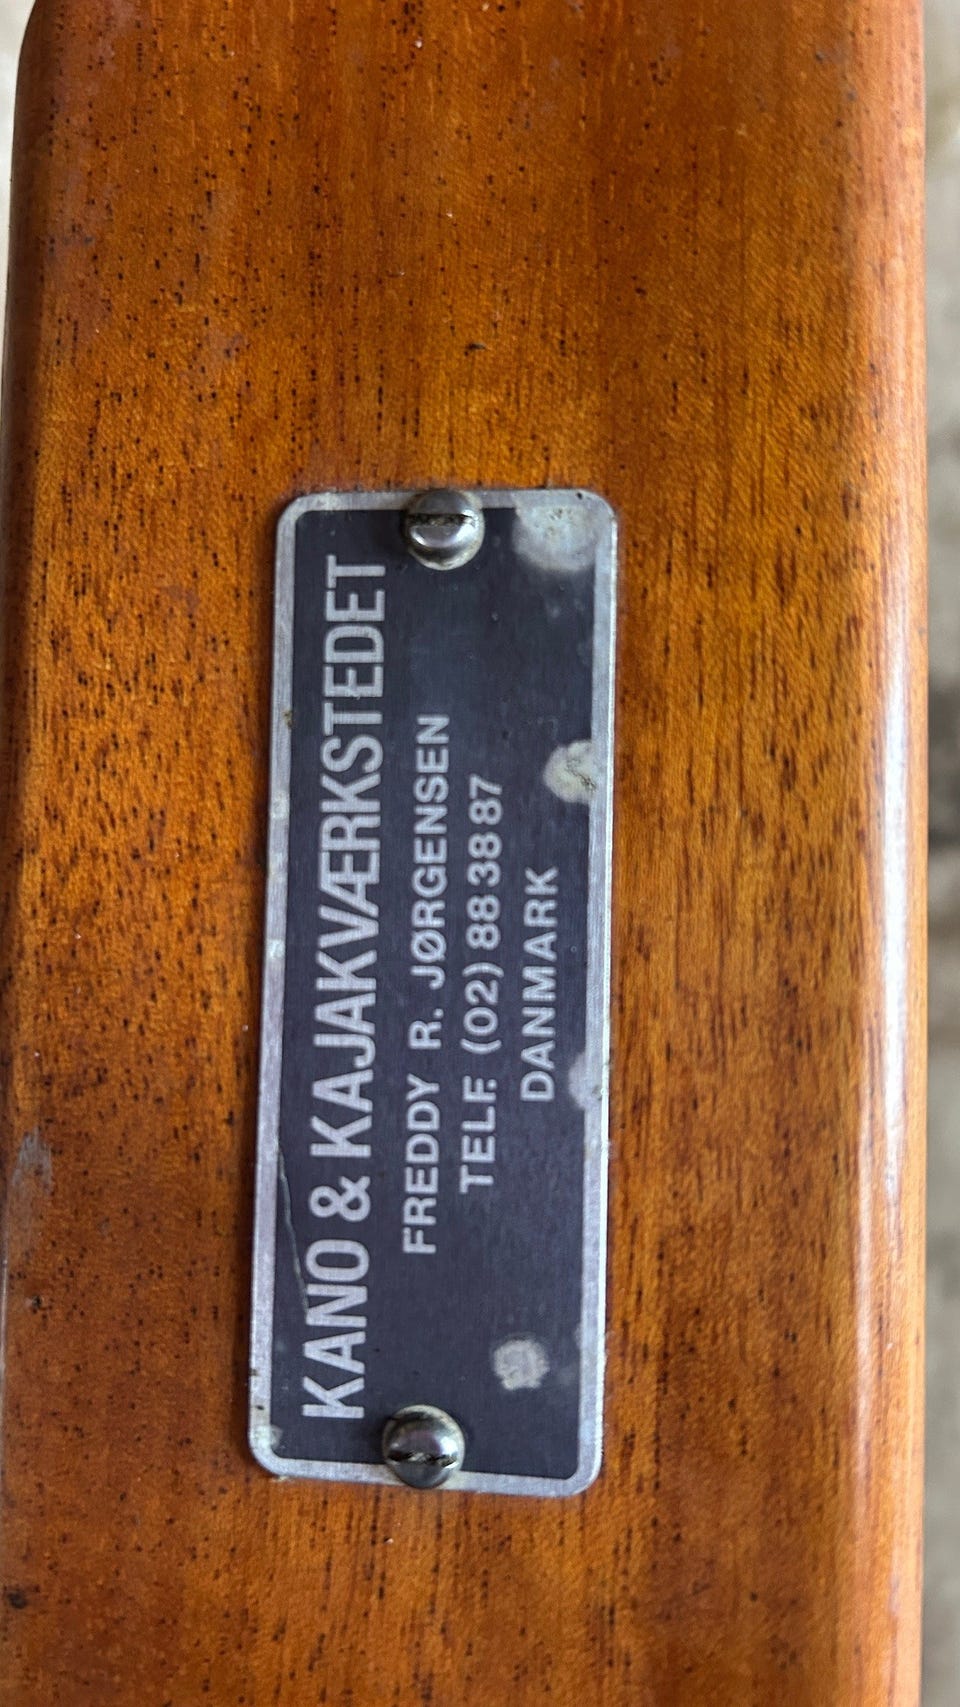 KANO & KAJAKVÆRKSTEDET
FREDDY R. JØRGENSEN
TELF. (02) 88 38 87
DANMARK